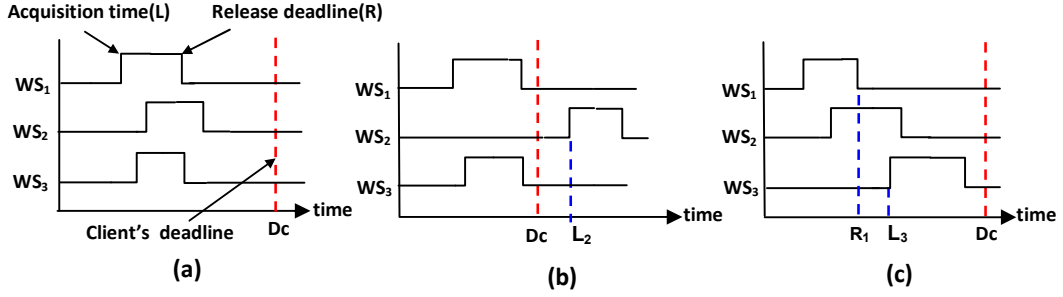 Acquisition time(L)
Release deadline(R)
WS1
WS2
WS3
time
Client's deadline
Dc
(a)
WS1
WS2
WS3
time
Dc
L2
(b)
WS1
WS2
WS3
time
R1
L3
Dc
(c)